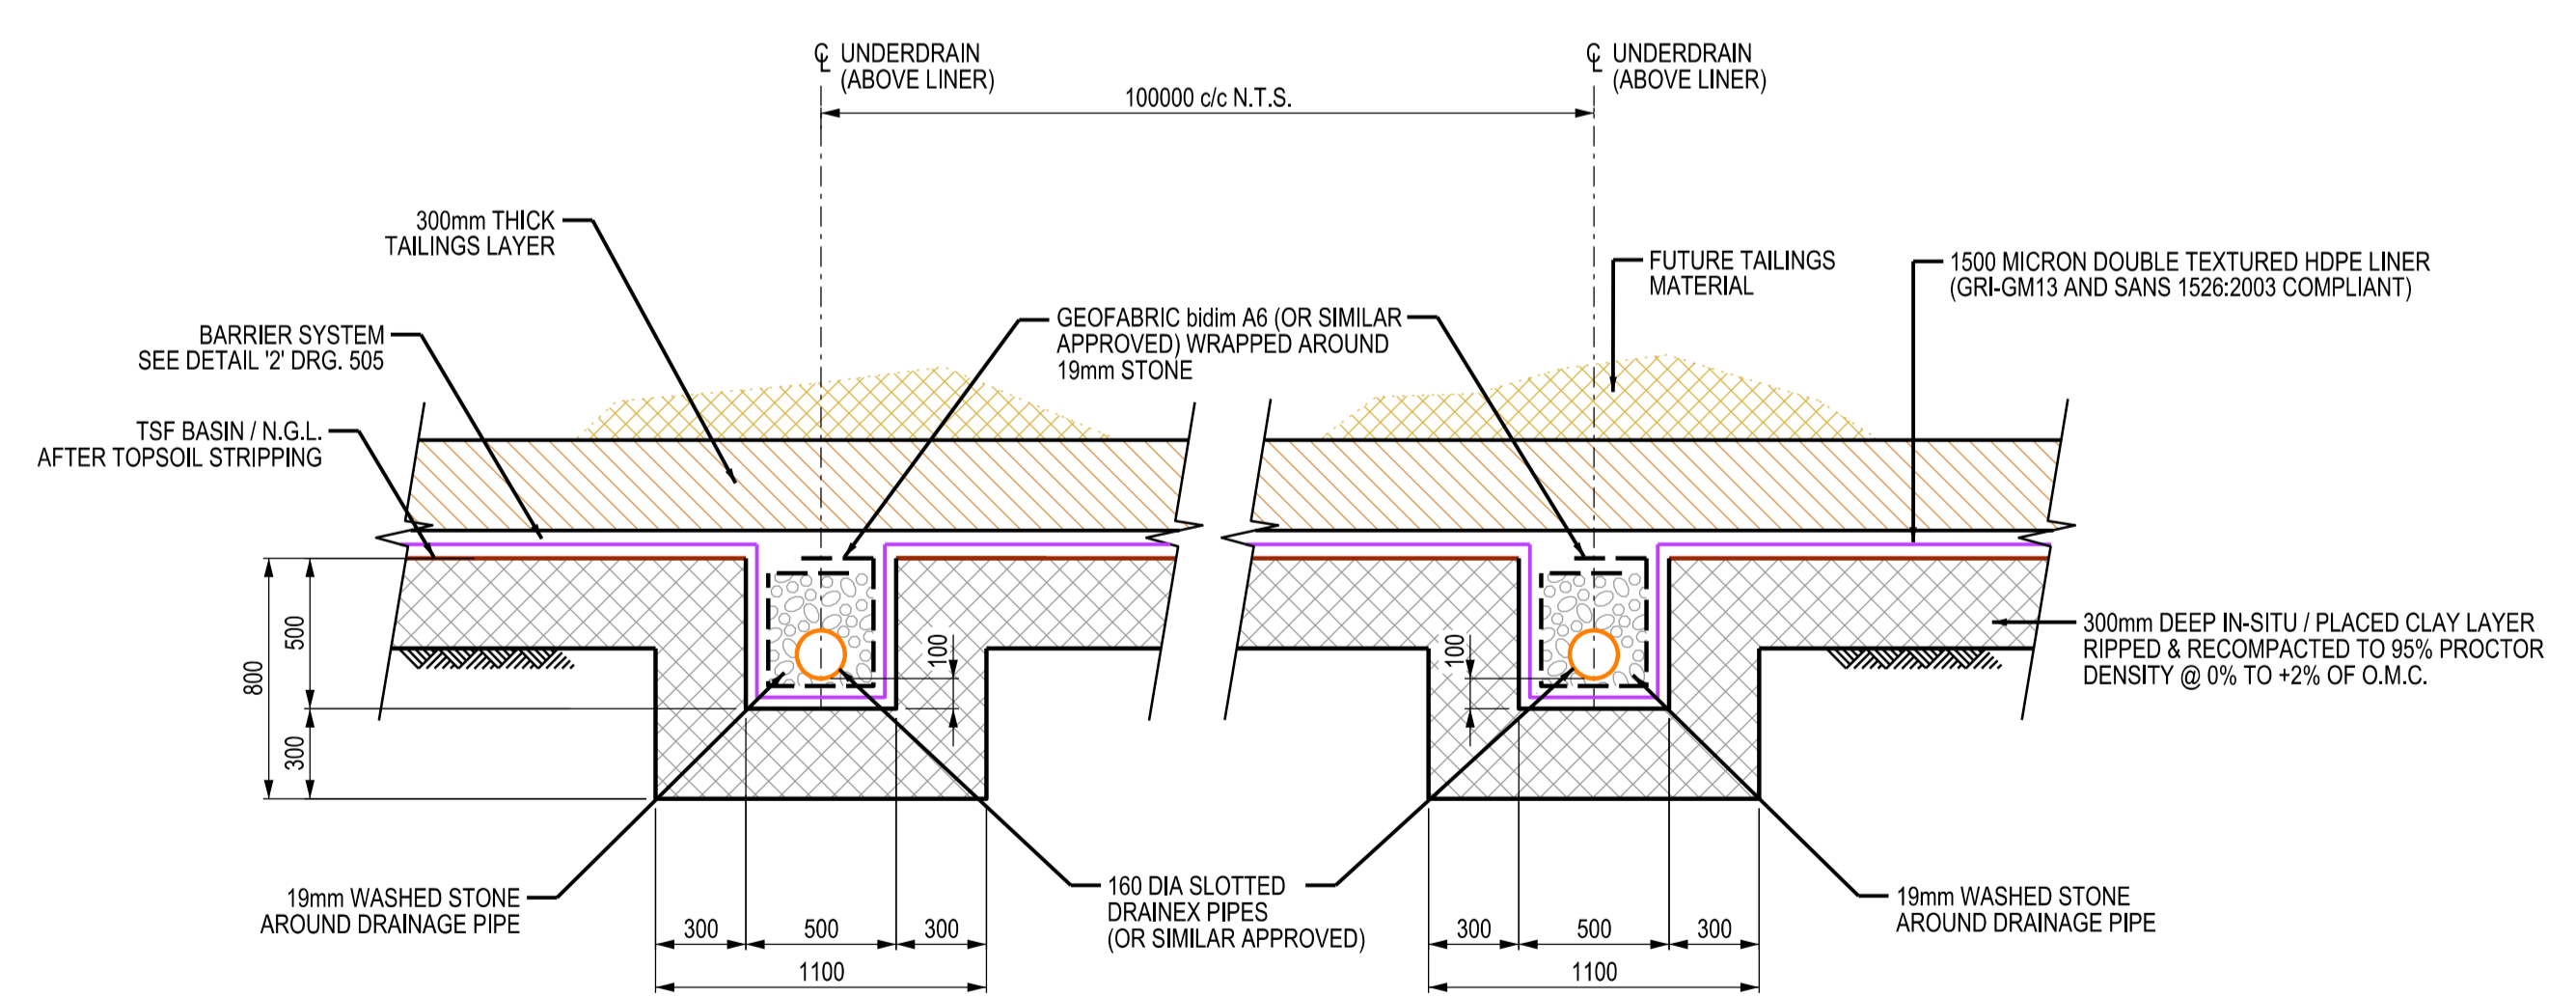 ℄ UNDERDRAIN
(ABOVE LINER)
℄ UNDERDRAIN
(ABOVE LINER)
100000 c/c N.T.S.
300mm THICK
TAILINGS LAYER
FUTURE TAILINGS
MATERIAL
1500 MICRON DOUBLE TEXTURED HDPE LINER
(GRI-GM13 AND SANS 1526:2003 COMPLIANT)
BARRIER SYSTEM
SEE DETAIL '2' DRG. 505
GEOFABRIC bidim A6 (OR SIMILAR
APPROVED) WRAPPED AROUND
19mm STONE
TSF BASIN / N.G.L.
AFTER TOPSOIL STRIPPING
300mm DEEP IN-SITU / PLACED CLAY LAYER
RIPPED & RECOMPACTED TO 95% PROCTOR
DENSITY @ 0% TO +2% OF O.M.C.
800
500
300
100
100
19mm WASHED STONE
AROUND DRAINAGE PIPE
160 DIA SLOTTED
DRAINEX PIPES
(OR SIMILAR APPROVED)
19mm WASHED STONE
AROUND DRAINAGE PIPE
300 500 300
1100
300 500 300
1100